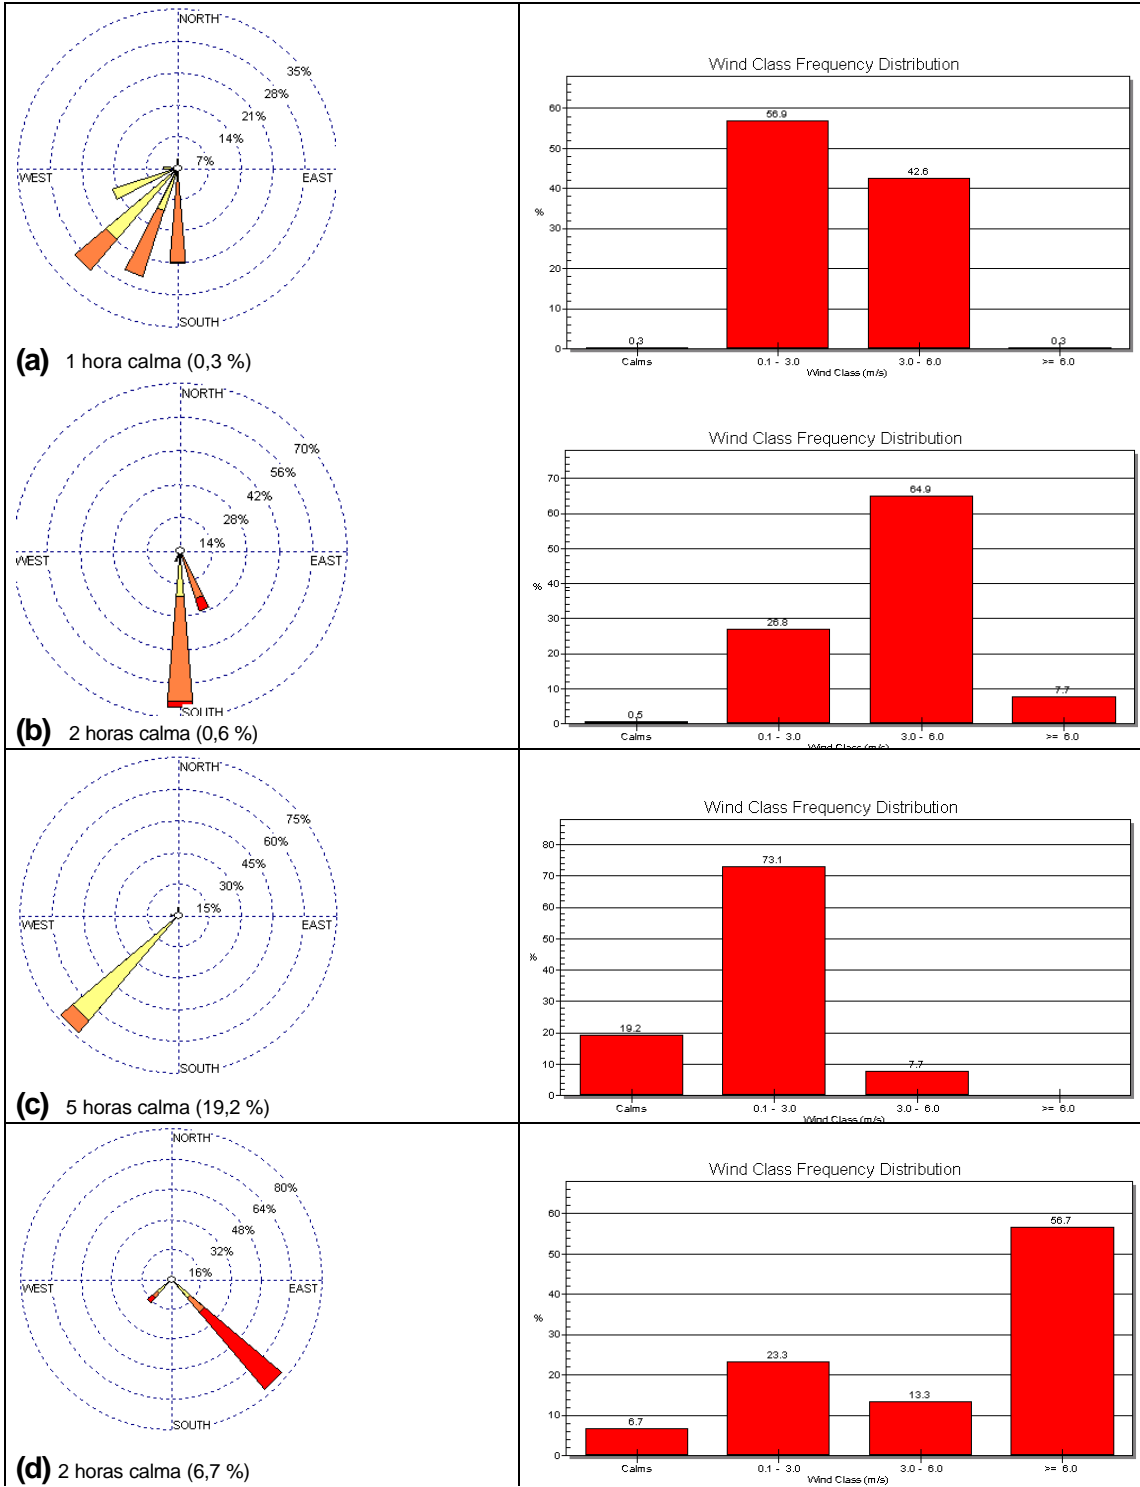 NORTH
35%
28%
21%
14%
7%
WEST
EAST
SOUTH
(a) 1 hora calma (0,3 %)
Wind Class Frequency Distribution
60
50
40
30
20
10
0
%
0.3
56.9
42.6
0.3
Calms
0.1 - 3.0
3.0 - 6.0
>= 6.0
Wind Class (m/s)
NORTH
70%
56%
42%
28%
14%
WEST
EAST
SOUTH
(b) 2 horas calma (0,6 %)
Wind Class Frequency Distribution
70
60
50
40
30
20
10
0
%
0.5
26.8
64.9
7.7
Calms
0.1 - 3.0
3.0 - 6.0
>= 6.0
Wind Class (m/s)
NORTH
75%
60%
45%
30%
15%
WEST
EAST
SOUTH
(c) 5 horas calma (19,2 %)
Wind Class Frequency Distribution
80
70
60
50
40
30
20
10
0
%
19.2
73.1
7.7
Calms
0.1 - 3.0
3.0 - 6.0
>= 6.0
Wind Class (m/s)
NORTH
80%
64%
48%
32%
16%
WEST
EAST
SOUTH
(d) 2 horas calma (6,7 %)
Wind Class Frequency Distribution
60
50
40
30
20
10
0
%
6.7
23.3
13.3
56.7
Calms
0.1 - 3.0
3.0 - 6.0
>= 6.0
Wind Class (m/s)